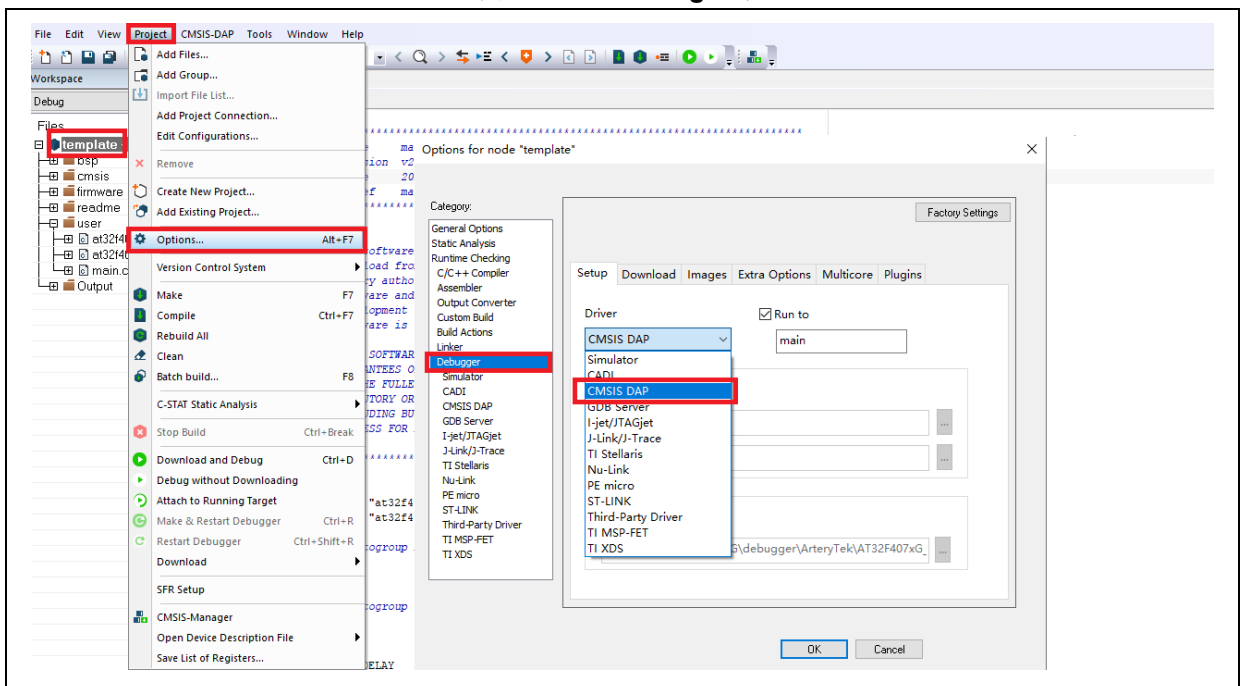 File Edit View Project CMSIS-DAP Tools Window Help
Workspace
Debug
Files
template
bsp
cmsis
firmware
readme
user
main.c
Output
Add Files...
Add Group...
Import File List...
Add Project Connection...
Edit Configurations...
Remove
Create New Project...
Add Existing Project...
Options... Alt+F7
Version Control System
Make F7
Compile Ctrl+F7
Rebuild All
Clean
Batch build... F8
C-STAT Static Analysis
Stop Build Ctrl+Break
Download and Debug Ctrl+D
Debug without Downloading
Attach to Running Target
Make & Restart Debugger Ctrl+R
Restart Debugger Ctrl+Shift+R
Download
SFR Setup
CMSIS-Manager
Open Device Description File
Save List of Registers...
Options for node "template"
Category:
General Options
Static Analysis
Runtime Checking
C/C++ Compiler
Assembler
Output Converter
Custom Build
Build Actions
Linker
Debugger
Simulator
CADI
CMSIS DAP
GDB Server
I-jet/JTAGjet
J-Link/J-Trace
TI Stellaris
Nu-Link
PE micro
ST-LINK
Third-Party Driver
TI MSP-FET
TI XDS
Factory Settings
Setup Download Images Extra Options Multicore Plugins
Driver
Run to
CMSIS DAP
main
Simulator
CADI
CMSIS DAP
GDB Server
I-jet/JTAGjet
J-Link/J-Trace
TI Stellaris
Nu-Link
PE micro
ST-LINK
Third-Party Driver
TI MSP-FET
TI XDS
G\debugger\ArteryTek\AT32F407xG_
OK Cancel